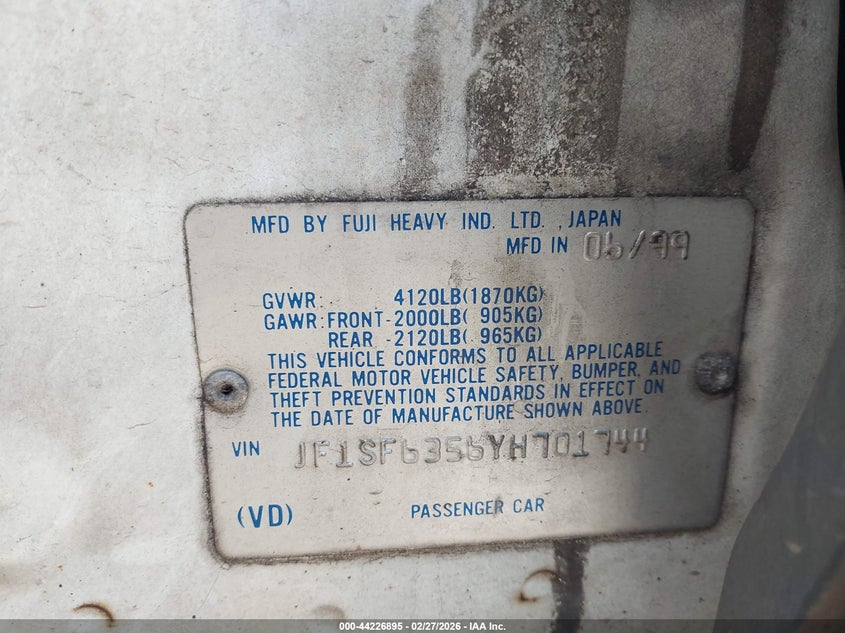 MFD BY FUJI HEAVY IND. LTD., JAPAN
MFD IN 06/99
GVWR: 4120LB(1870KG)
GAWR:FRONT-2000LB( 905KG)
REAR -2120LB( 965KG)
THIS VEHICLE CONFORMS TO ALL APPLICABLE
FEDERAL MOTOR VEHICLE SAFETY, BUMPER, AND
THEFT PREVENTION STANDARDS IN EFFECT ON
THE DATE OF MANUFACTURE SHOWN ABOVE.
VIN JF1SF6356YH701744
(VD) PASSENGER CAR
000-44226895 - 02/27/2026 - IAA Inc.